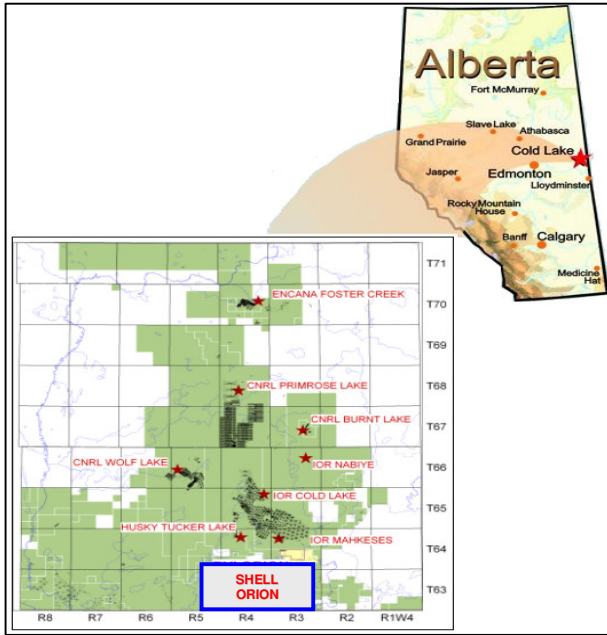 Alberta
Fort McMurray
Slave Lake
Athabasca
Grand Prairie
Cold Lake
Jasper
Edmonton
Lloydminster
Rocky Mountain
House
Banff
Calgary
Medicine
Hat
T71
ENCANA FOSTER CREEK
T70
T69
CNRL PRIMROSE LAKE
T68
CNRL BURNT LAKE
T67
CNRL WOLF LAKE
IOR NABIYE
T66
IOR COLD LAKE
T65
HUSKY TUCKER LAKE
IOR MAHKESES
T64
SHELL
ORION
T63
R8 R7 R6 R5 R4 R3 R2 R1W4